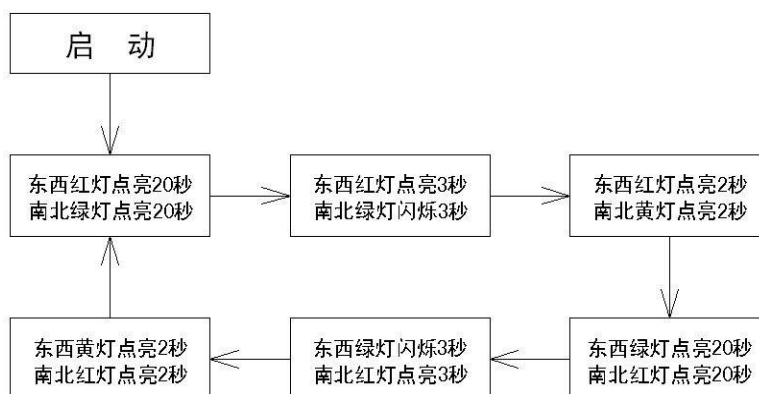 启 动
东西红灯点亮20秒
南北绿灯点亮20秒
东西红灯点亮3秒
南北绿灯闪烁3秒
东西红灯点亮2秒
南北黄灯点亮2秒
东西黄灯点亮2秒
南北红灯点亮2秒
东西绿灯闪烁3秒
南北红灯点亮3秒
东西绿灯点亮20秒
南北红灯点亮20秒